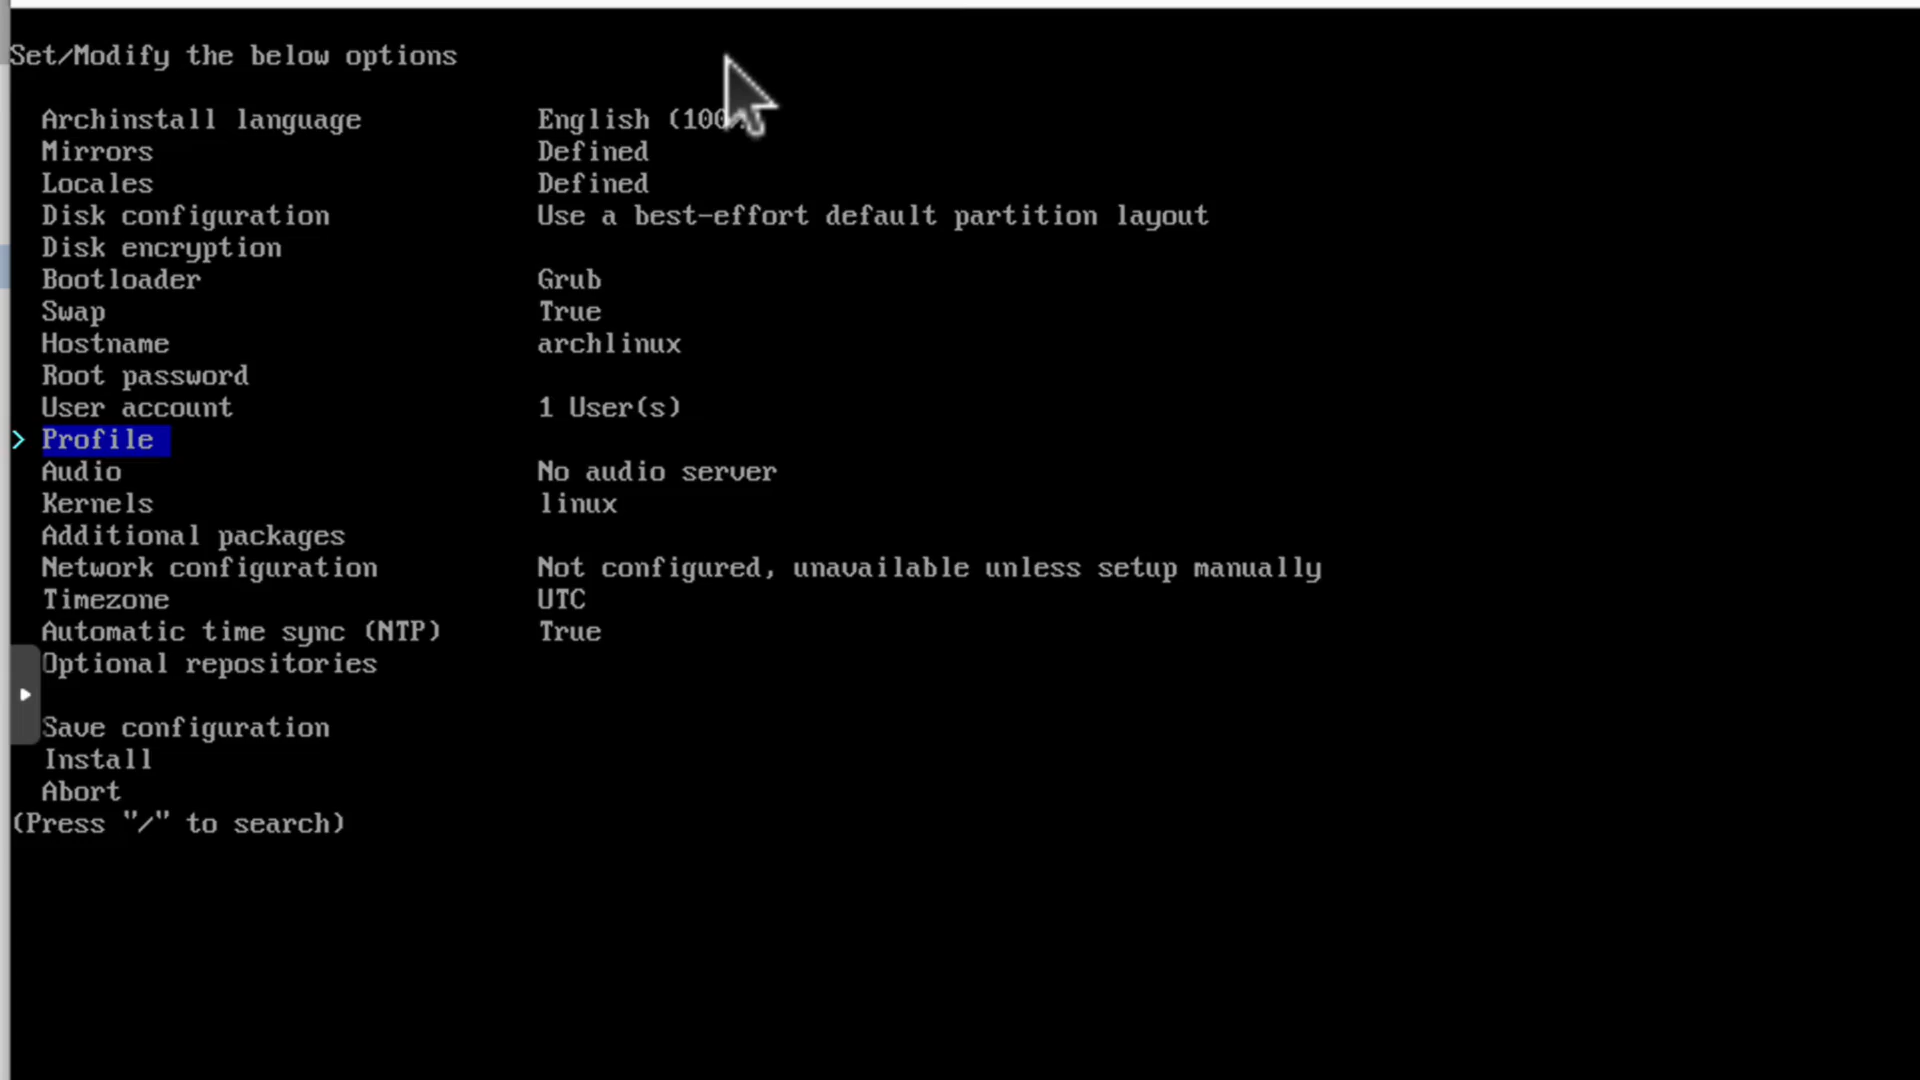 Set/Modify the below options
Archinstall language English (100
Mirrors Defined
Locales Defined
Disk configuration Use a best-effort default partition layout
Disk encryption
Bootloader Grub
Swap True
Hostname archlinux
Root password
User account 1 User(s)
> Profile
Audio No audio server
Kernels linux
Additional packages
Network configuration Not configured, unavailable unless setup manually
Timezone UTC
Automatic time sync (NTP) True
Optional repositories
Save configuration
Install
Abort
(Press "/" to search)